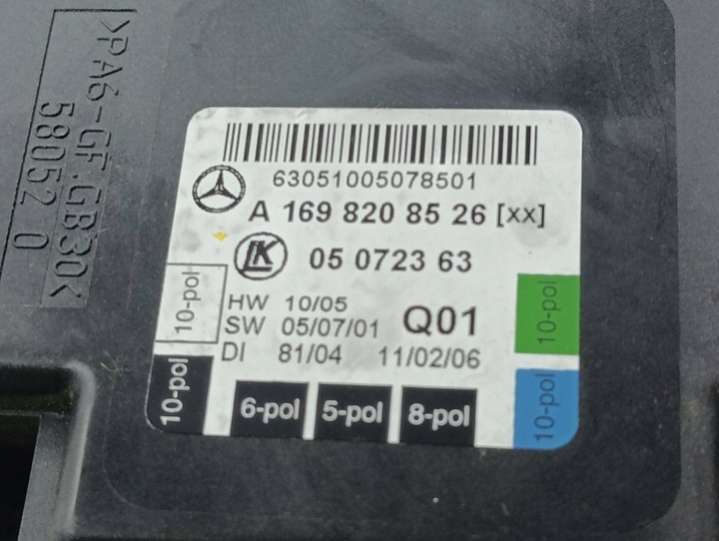 >PA6-GF.GB30<
58052 0
63051005078501
A 169 820 85 26 [xx]
LK
05 0723 63
HW 10/05
SW 05/07/01
Q01
DI 81/04 11/02/06
10-pol
10-pol
6-pol
5-pol
8-pol
10-pol
10-pol